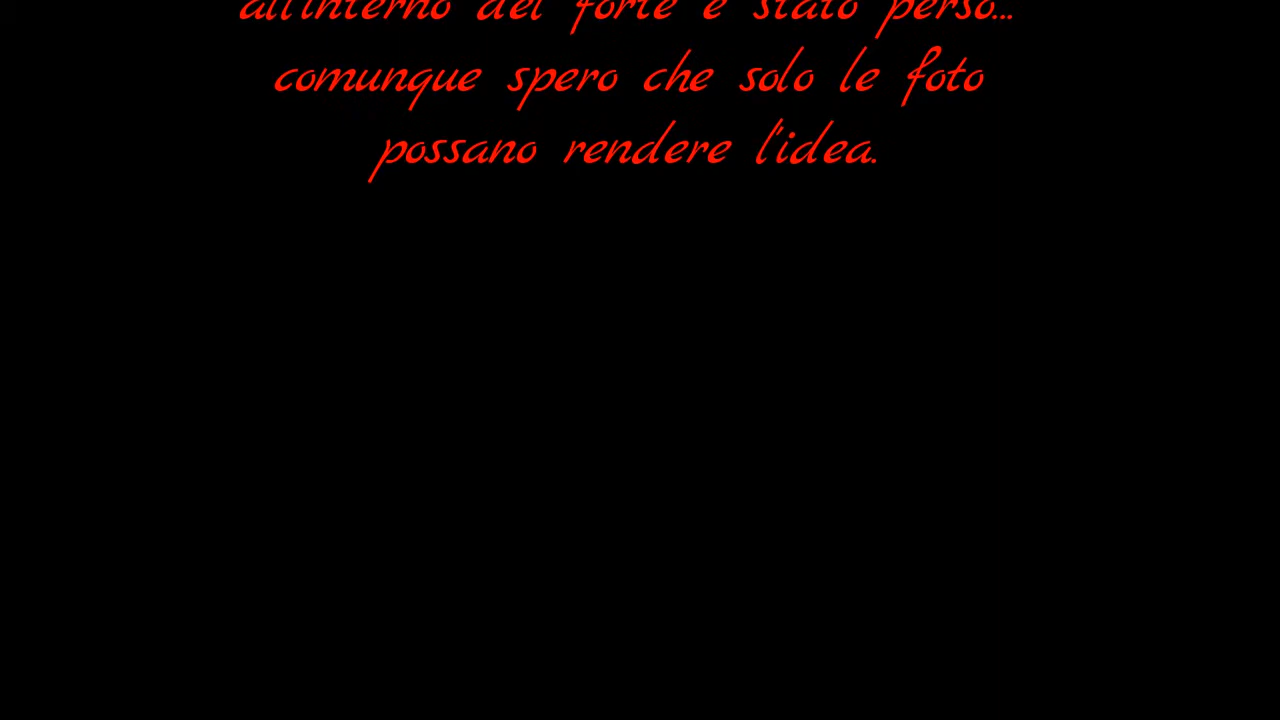 all'interno del forte è stato perso...
comunque spero che solo le foto
possano rendere l'idea.